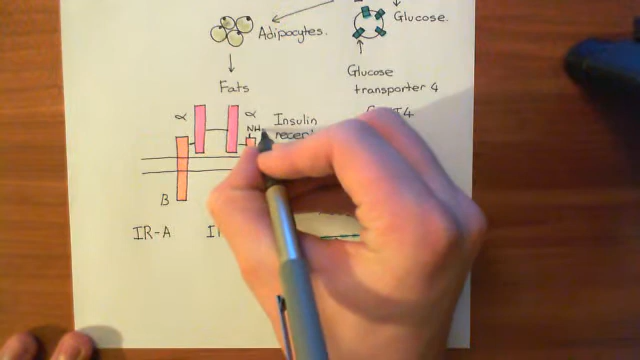 Glucose.
Adipocytes.
Glucose
transporter 4
Fats
α
α
Insulin
NH
B
IR-A